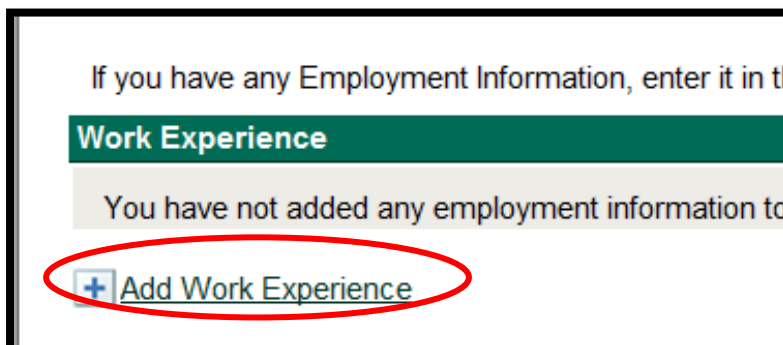 If you have any Employment Information, enter it in
Work Experience
You have not added any employment information to
Add Work Experience